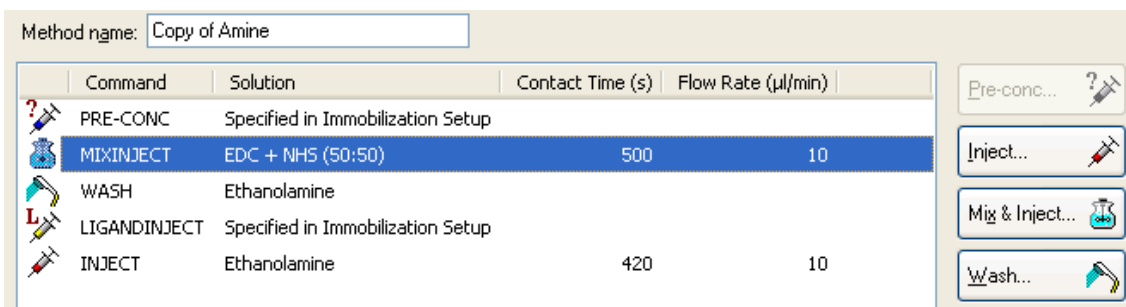 Method name: Copy of Amine
Command Solution Contact Time (s) Flow Rate (µl/min)
Pre-conc... ?
? PRE-CONC Specified in Immobilization Setup
MIXINJECT EDC + NHS (50:50) 500 10
Inject...
WASH Ethanolamine
L LIGANDINJECT Specified in Immobilization Setup
Mix & Inject...
INJECT Ethanolamine 420 10
Wash...